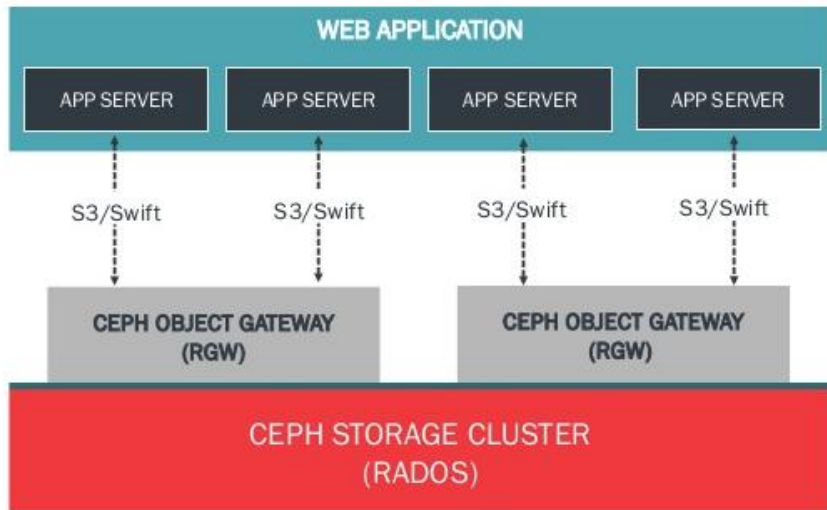 WEB APPLICATION
APP SERVER APP SERVER APP SERVER APP SERVER
S3/Swift S3/Swift S3/Swift S3/Swift
CEPH OBJECT GATEWAY CEPH OBJECT GATEWAY
(RGW) (RGW)
CEPH STORAGE CLUSTER
(RADOS)